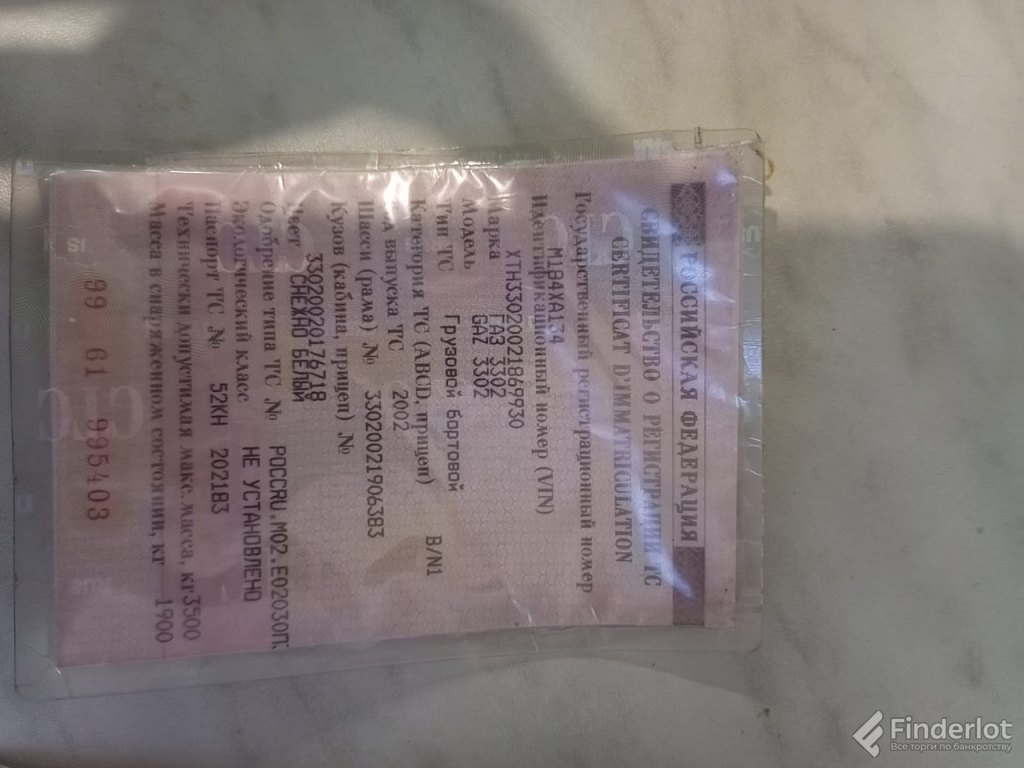 РОССИЙСКАЯ ФЕДЕРАЦИЯ
СВИДЕТЕЛЬСТВО О РЕГИСТРАЦИИ ТС
CERTIFICAT D'IMMATRICULATION
Государственный регистрационный номер
М184ХА134
Идентификационный номер (VIN)
ХТН33020021869930
Марка ГАЗ 3302
Модель GAZ 3302
Тип ТС Грузовой бортовой
Категория ТС (ABCD, прицеп) B/N1
Год выпуска ТС 2002
Шасси (рама) № 33020021906383
Кузов (кабина, прицеп) №
33020020176718
Цвет СНЕЖНО БЕЛЫЙ
Одобрение типа ТС № РОССRU.МО2.Е02030П.
Экологический класс НЕ УСТАНОВЛЕНО
Паспорт ТС № 52КН 202183
Технически допустимая макс. масса, кг 3500
Масса в снаряженном состоянии, кг 1900
99 61 995403
Finderlot
Все торги по банкротству